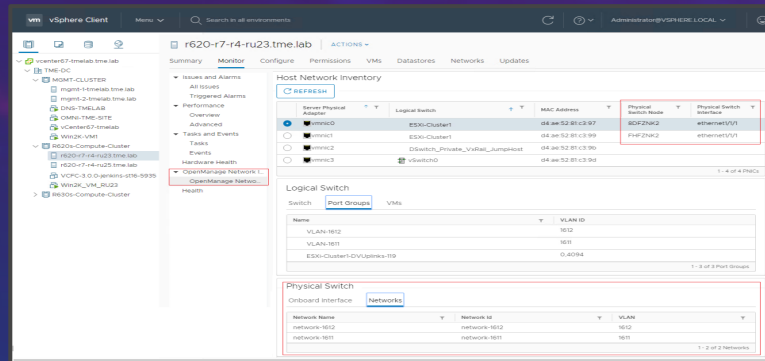 vm vSphere Client Menu Search in all environments Administrator@VSPHERE.LOCAL
r620-r7-r4-ru23.tme.lab ACTIONS
Summary Monitor Configure Permissions VMs Datastores Networks Updates
vcenter67-tmelab.tme.lab
TME-DC
MGMT-CLUSTER
mgmt-1-tmelab.tme.lab
mgmt-2-tmelab.tme.lab
DNS-TMELAB
OMNI-TME-SITE
vCenter67-tmelab
Win2K-VM1
R620s-Compute-Cluster
r620-r7-r4-ru23.tme.lab
r620-r7-r4-ru25.tme.lab
VCFC-3.0.0-jenkins-st16-5935
Win2K_VM_RU23
R630s-Compute-Cluster
Issues and Alarms
All Issues
Triggered Alarms
Performance
Overview
Advanced
Tasks and Events
Tasks
Events
Hardware Health
OpenManage Network I...
OpenManage Netwo...
Health
Host Network Inventory
REFRESH
Server Physical Adapter Logical Switch MAC Address Physical Switch Node Physical Switch Interface
vmnic0 ESXi-Cluster1 d4:ae:52:81:c3:97 BDFZNK2 ethernet1/1/1
vmnic1 ESXi-Cluster1 d4:ae:52:81:c3:99 FHFZNK2 ethernet1/1/1
vmnic2 DSwitch_Private_VxRail_JumpHost d4:ae:52:81:c3:9b
vmnic3 vSwitch0 d4:ae:52:81:c3:9d
1 - 4 of 4 PNICs
Logical Switch
Switch Port Groups VMs
Name VLAN ID
VLAN-1612 1612
VLAN-1611 1611
ESXi-Cluster1-DVUplinks-119 0,4094
1 - 3 of 3 Port Groups
Physical Switch
Onboard Interface Networks
Network Name Network Id VLAN
network-1612 network-1612 1612
network-1611 network-1611 1611
1 - 2 of 2 Networks